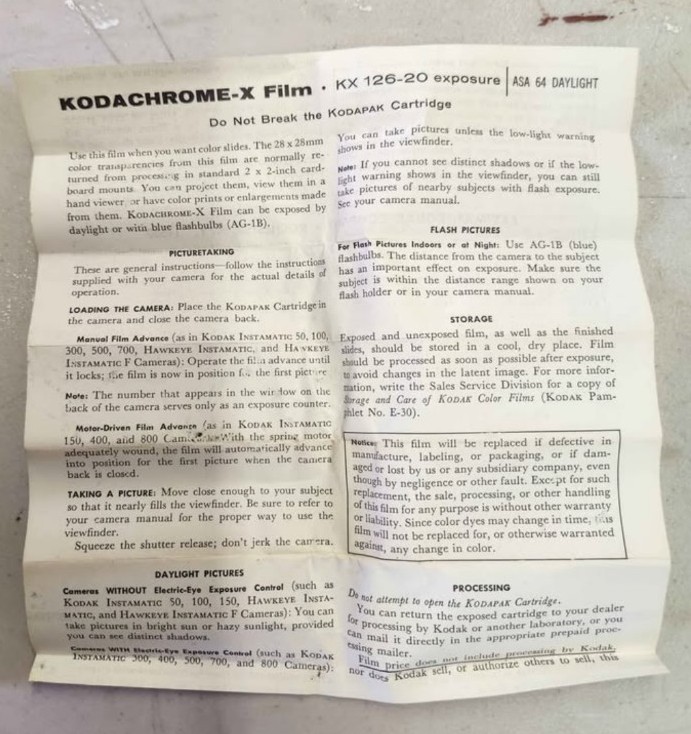 KODACHROME-X Film · KX 126-20 exposure | ASA 64 DAYLIGHT
Do Not Break the KODAPAK Cartridge
Use this film when you want color slides. The 28 x 28mm
color transparencies from this film are normally re-
turned from processing in standard 2 x 2-inch card-
board mounts. You can project them, view them in a
hand viewer, or have color prints or enlargements made
from them. KODACHROME-X Film can be exposed by
daylight or with blue flashbulbs (AG-1B).
PICTURETAKING
These are general instructions—follow the instructions
supplied with your camera for the actual details of
operation.
LOADING THE CAMERA: Place the KODAPAK Cartridge in
the camera and close the camera back.
Manual Film Advance (as in KODAK INSTAMATIC 50, 100,
300, 500, 700, HAWKEYE INSTAMATIC, and HAWKEYE
INSTAMATIC F Cameras): Operate the film advance until
it locks; the film is now in position for the first picture
Note: The number that appears in the window on the
back of the camera serves only as an exposure counter.
Motor-Driven Film Advance (as in KODAK INSTAMATIC
150, 400, and 800 With the spring motor
adequately wound, the film will automatically advance
into position for the first picture when the camera
back is closed.
TAKING A PICTURE: Move close enough to your subject
so that it nearly fills the viewfinder. Be sure to refer to
your camera manual for the proper way to use the
viewfinder.
Squeeze the shutter release; don't jerk the camera.
DAYLIGHT PICTURES
Cameras WITHOUT Electric-Eye Exposure Control (such as
KODAK INSTAMATIC 50, 100, 150, HAWKEYE INSTA-
MATIC, and HAWKEYE INSTAMATIC F Cameras): You can
take pictures in bright sun or hazy sunlight, provided
you can see distinct shadows.
Cameras WITH Electric-Eye Exposure Control (such as KODAK
INSTAMATIC 300, 400, 500, 700, and 800 Cameras):
You can take pictures unless the low-light warning
shows in the viewfinder.
Note: If you cannot see distinct shadows or if the low-
light warning shows in the viewfinder, you can still
take pictures of nearby subjects with flash exposure.
See your camera manual.
FLASH PICTURES
For Flash Pictures Indoors or at Night: Use AG-1B (blue)
flashbulbs. The distance from the camera to the subject
has an important effect on exposure. Make sure the
subject is within the distance range shown on your
flash holder or in your camera manual.
STORAGE
Exposed and unexposed film, as well as the finished
slides, should be stored in a cool, dry place. Film
should be processed as soon as possible after exposure,
to avoid changes in the latent image. For more infor-
mation, write the Sales Service Division for a copy of
Storage and Care of KODAK Color Films (KODAK Pam-
phlet No. E-30).
Notice: This film will be replaced if defective in
manufacture, labeling, or packaging, or if dam-
aged or lost by us or any subsidiary company, even
though by negligence or other fault. Except for such
replacement, the sale, processing, or other handling
of this film for any purpose is without other warranty
or liability. Since color dyes may change in time, this
film will not be replaced for, or otherwise warranted
against, any change in color.
PROCESSING
Do not attempt to open the KODAPAK Cartridge.
You can return the exposed cartridge to your dealer
for processing by Kodak or another laboratory, or you
can mail it directly in the appropriate prepaid proc-
essing mailer.
Film price does not include processing by Kodak,
nor does Kodak sell, or authorize others to sell, this